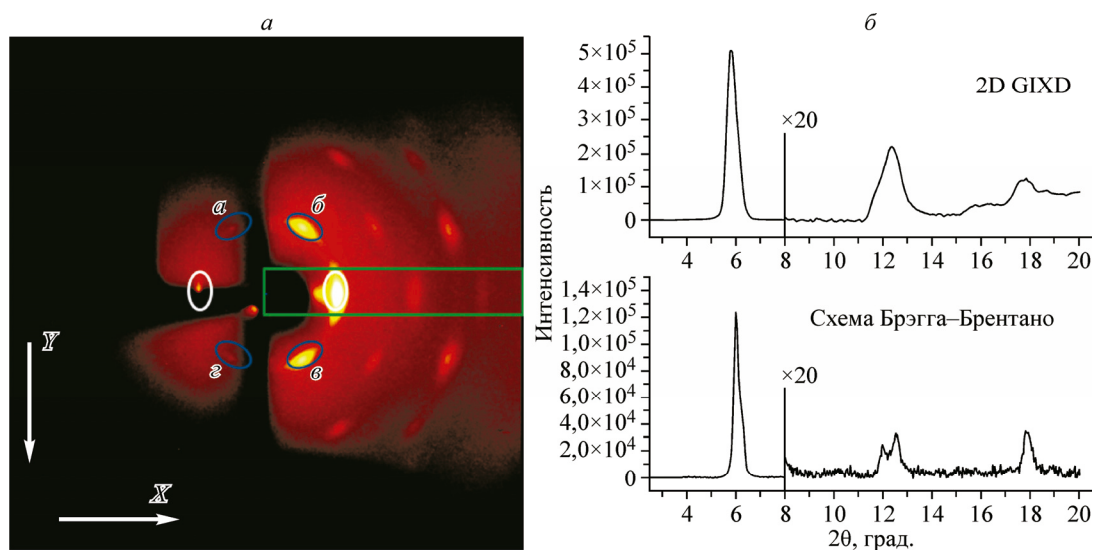 а
б
а
б
в
г
Y
X
Интенсивность
5×10⁵
4×10⁵
3×10⁵
2×10⁵
1×10⁵
0
×20
2D GIXD
4 6 8 10 12 14 16 18 20
1,4×10⁵
1,2×10⁵
1,0×10⁵
8,0×10⁴
6,0×10⁴
4,0×10⁴
2,0×10⁴
0
×20
Схема Брэгга–Брентано
4 6 8 10 12 14 16 18 20
2θ, град.